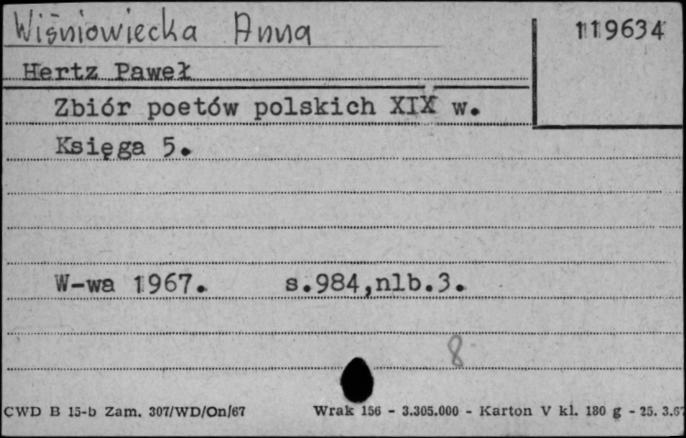 Wiśniowiecka Anna
119634
Hertz Paweł
Zbiór poetów polskich XIX w.
Księga 5.
W-wa 1967. s.984,nlb.3.
8
CWD B 15-b Zam. 307/WD/On/67 Wrak 156 - 3.305.000 - Karton V kl. 180 g - 25. 3.67